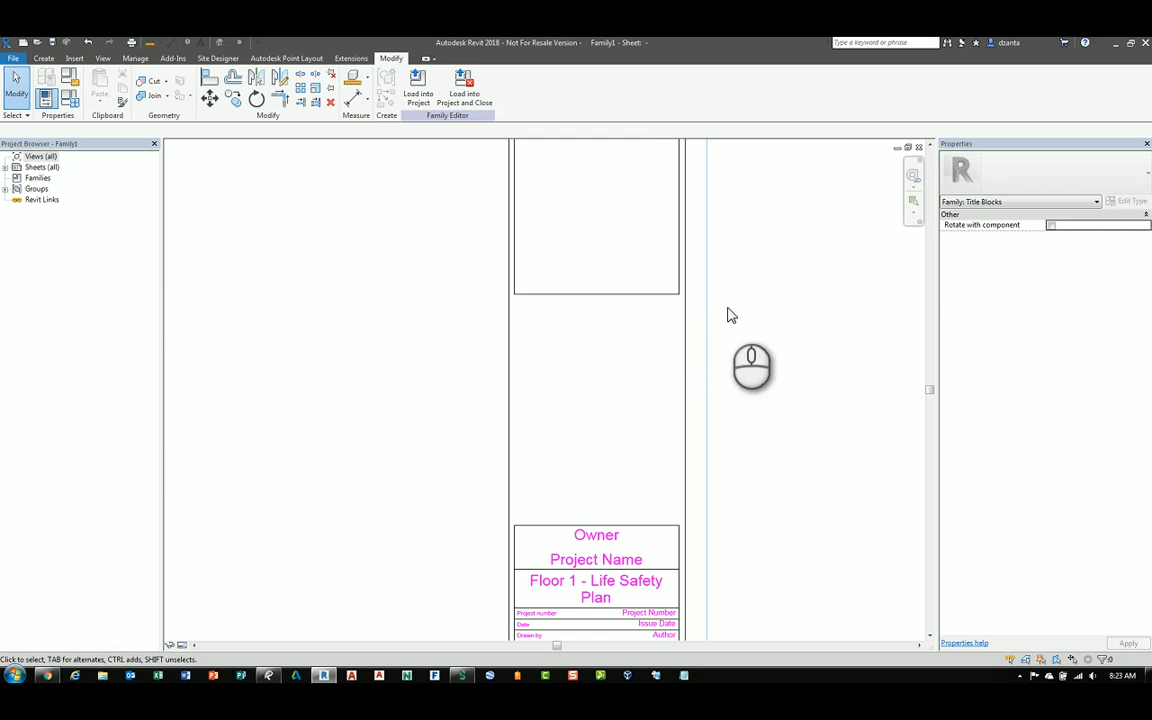 Autodesk Revit 2018 - Not For Resale Version - Family1 - Sheet: -
Type a keyword or phrase
dzanta
File Create Insert View Manage Add-Ins Site Designer Autodesk Point Layout Extensions Modify
Modify
Paste
Cut
Join
Load into Project
Load into Project and Close
Select Properties Clipboard Geometry Modify Measure Create Family Editor
Project Browser - Family1
Views (all)
Sheets (all)
Families
Groups
Revit Links
Properties
R
Family: Title Blocks
Edit Type
Other
Rotate with component
Owner
Project Name
Floor 1 - Life Safety
Plan
Project number Project Number
Date Issue Date
Drawn by Author
Properties help
Apply
Click to select, TAB for alternates, CTRL adds, SHIFT unselects.
:0
8:23 AM